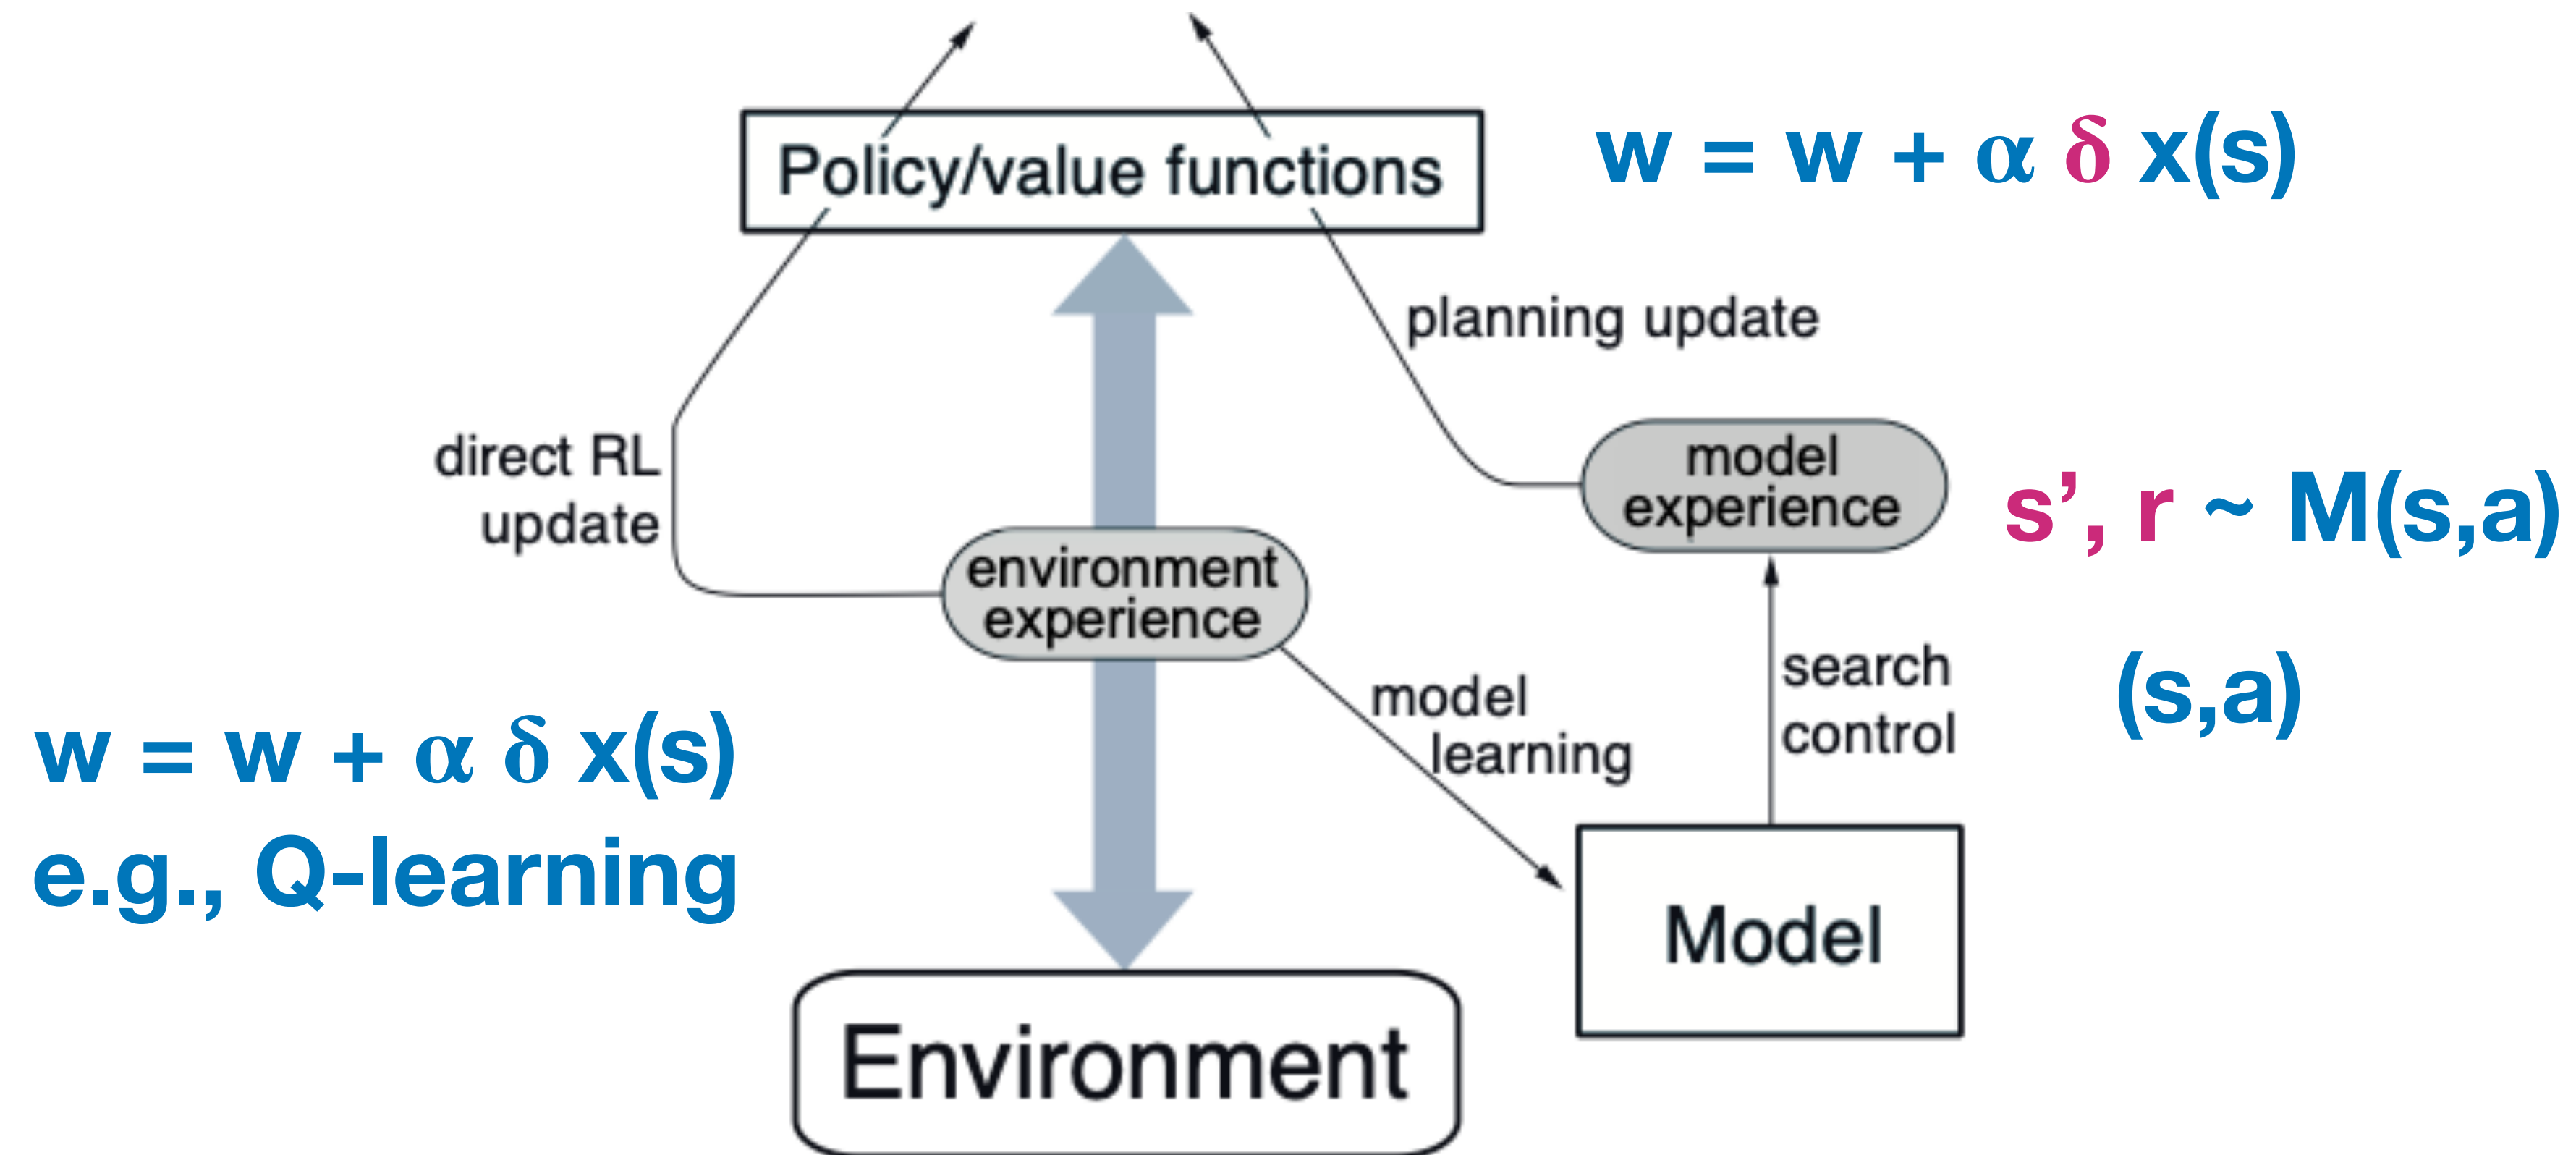 Policy/value functions
w = w + α δ x(s)
planning update
direct RL
update
model
experience
s’, r ~ M(s,a)
environment
experience
search
control
(s,a)
model
learning
w = w + α δ x(s)
e.g., Q-learning
Model
Environment